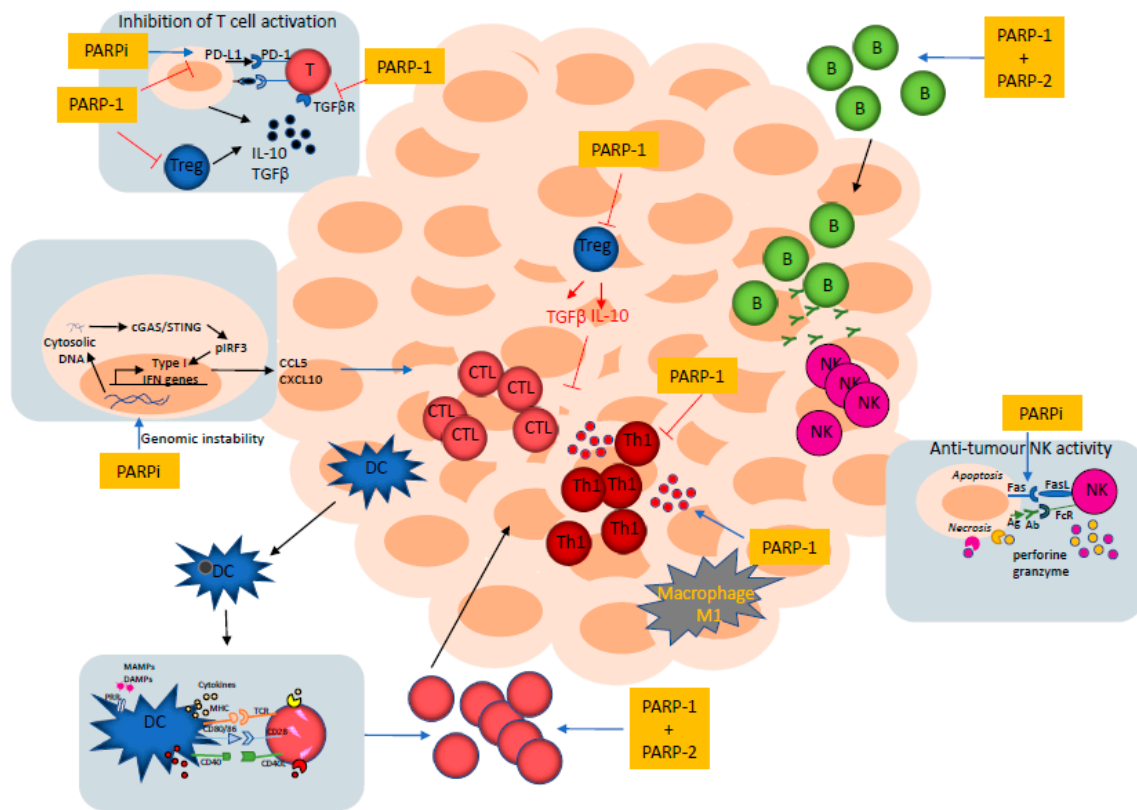 Inhibition of T cell activation
PARPi
PD-L1
PD-1
T
PARP-1
PARP-1
TGFβR
Treg
IL-10
TGFβ
B
B
B
B
PARP-1
+
PARP-2
PARP-1
Treg
TGFβ IL-10
B
B
B
B
cGAS/STING
Cytosolic
DNA
pIRF3
Type I
IFN genes
CCL5
CXCL10
Genomic instability
PARPi
CTL
CTL
CTL
CTL
CTL
PARP-1
Th1
Th1
Th1
Th1
Th1
NK
NK
NK
NK
PARPi
Anti-tumour NK activity
Apoptosis
Fas
FasL
NK
Ag
Ab
FcR
Necrosis
perforine
granzyme
DC
DC
PARP-1
Macrophage
M1
MAMPs
DAMPs
PRR
Cytokines
MHC
TCR
DC
CD80/86
CD28
CD40
CD40L
PARP-1
+
PARP-2